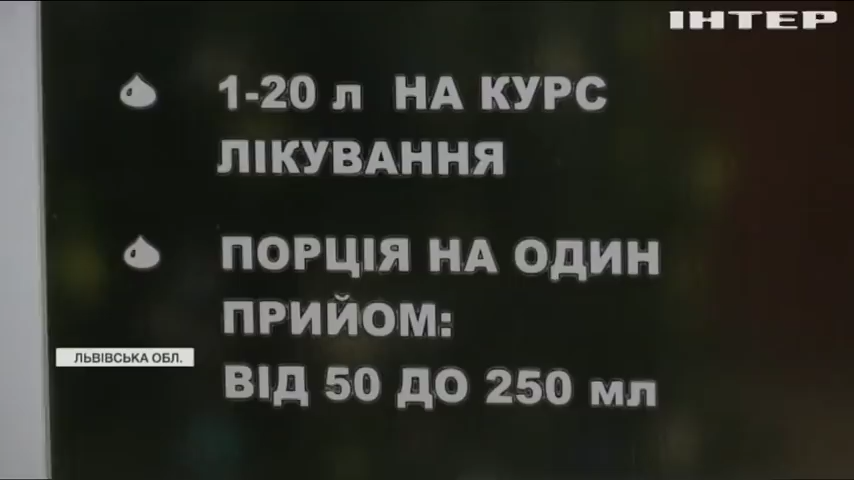 ІНТЕР
1-20 л НА КУРС
ЛІКУВАННЯ
ПОРЦІЯ НА ОДИН
ПРИЙОМ:
ЛЬВІВСЬКА ОБЛ.
ВІД 50 ДО 250 мл